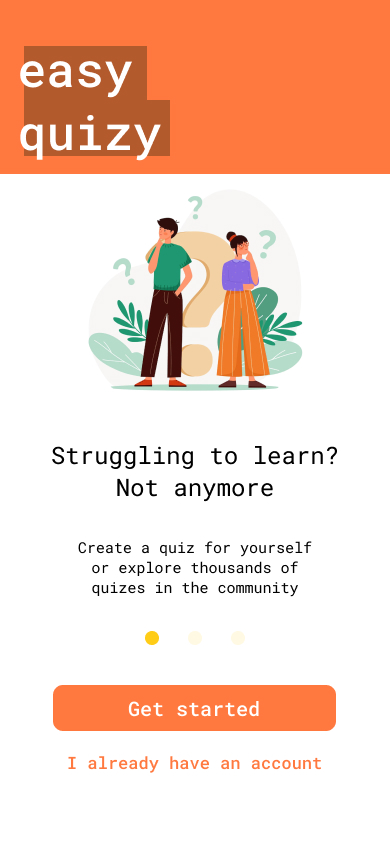 easy
quizy
Struggling to learn?
Not anymore
Create a quiz for yourself
or explore thousands of
quizes in the community
Get started
I already have an account